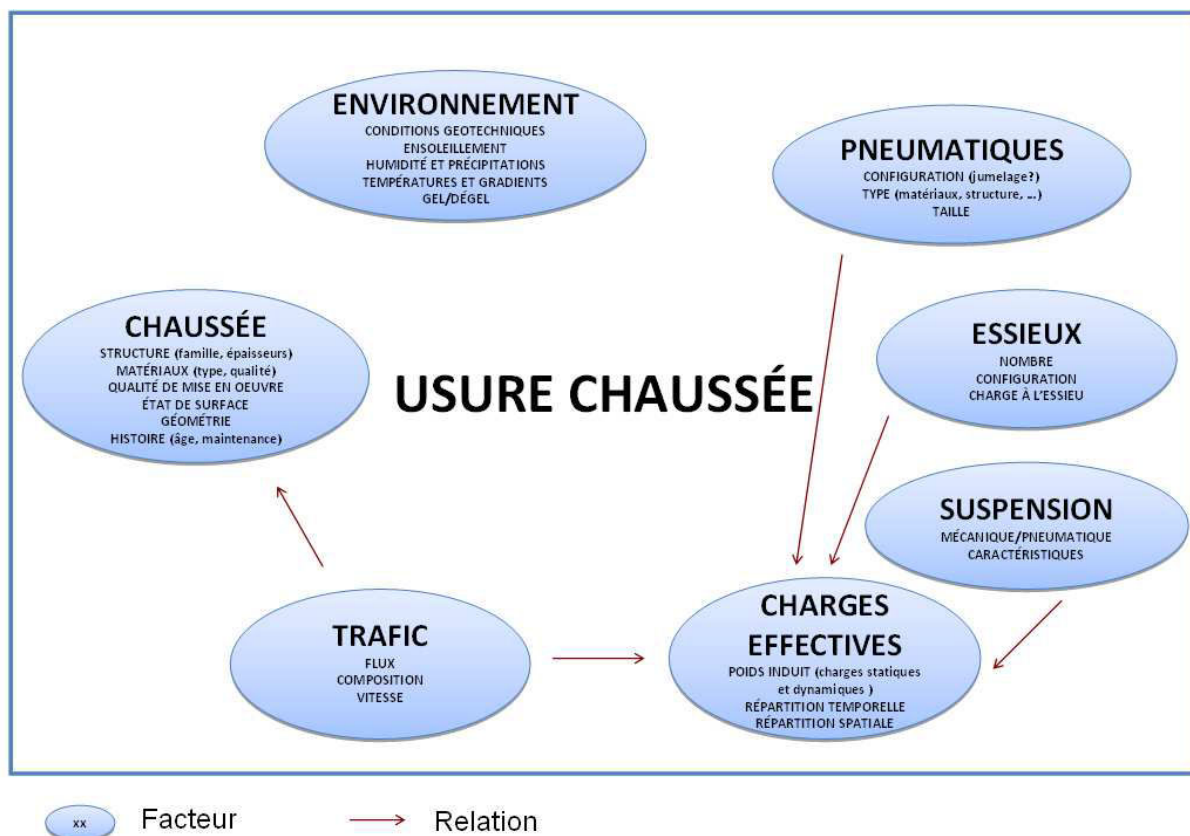 ENVIRONNEMENT
CONDITIONS GEOTECHNIQUES
ENSOLEILLEMENT
HUMIDITÉ ET PRÉCIPITATIONS
TEMPÉRATURES ET GRADIENTS
GEL/DÉGEL
PNEUMATIQUES
CONFIGURATION (jumelage?)
TYPE (matériaux, structure, ...)
TAILLE
CHAUSSÉE
STRUCTURE (famille, épaisseurs)
MATÉRIAUX (type, qualité)
QUALITÉ DE MISE EN OEUVRE
ÉTAT DE SURFACE
GÉOMÉTRIE
HISTOIRE (âge, maintenance)
USURE CHAUSSÉE
ESSIEUX
NOMBRE
CONFIGURATION
CHARGE À L'ESSIEU
SUSPENSION
MÉCANIQUE/PNEUMATIQUE
CARACTÉRISTIQUES
TRAFIC
FLUX
COMPOSITION
VITESSE
CHARGES
EFFECTIVES
POIDS INDUIT (charges statiques
et dynamiques )
RÉPARTITION TEMPORELLE
RÉPARTITION SPATIALE
xx
Facteur
Relation